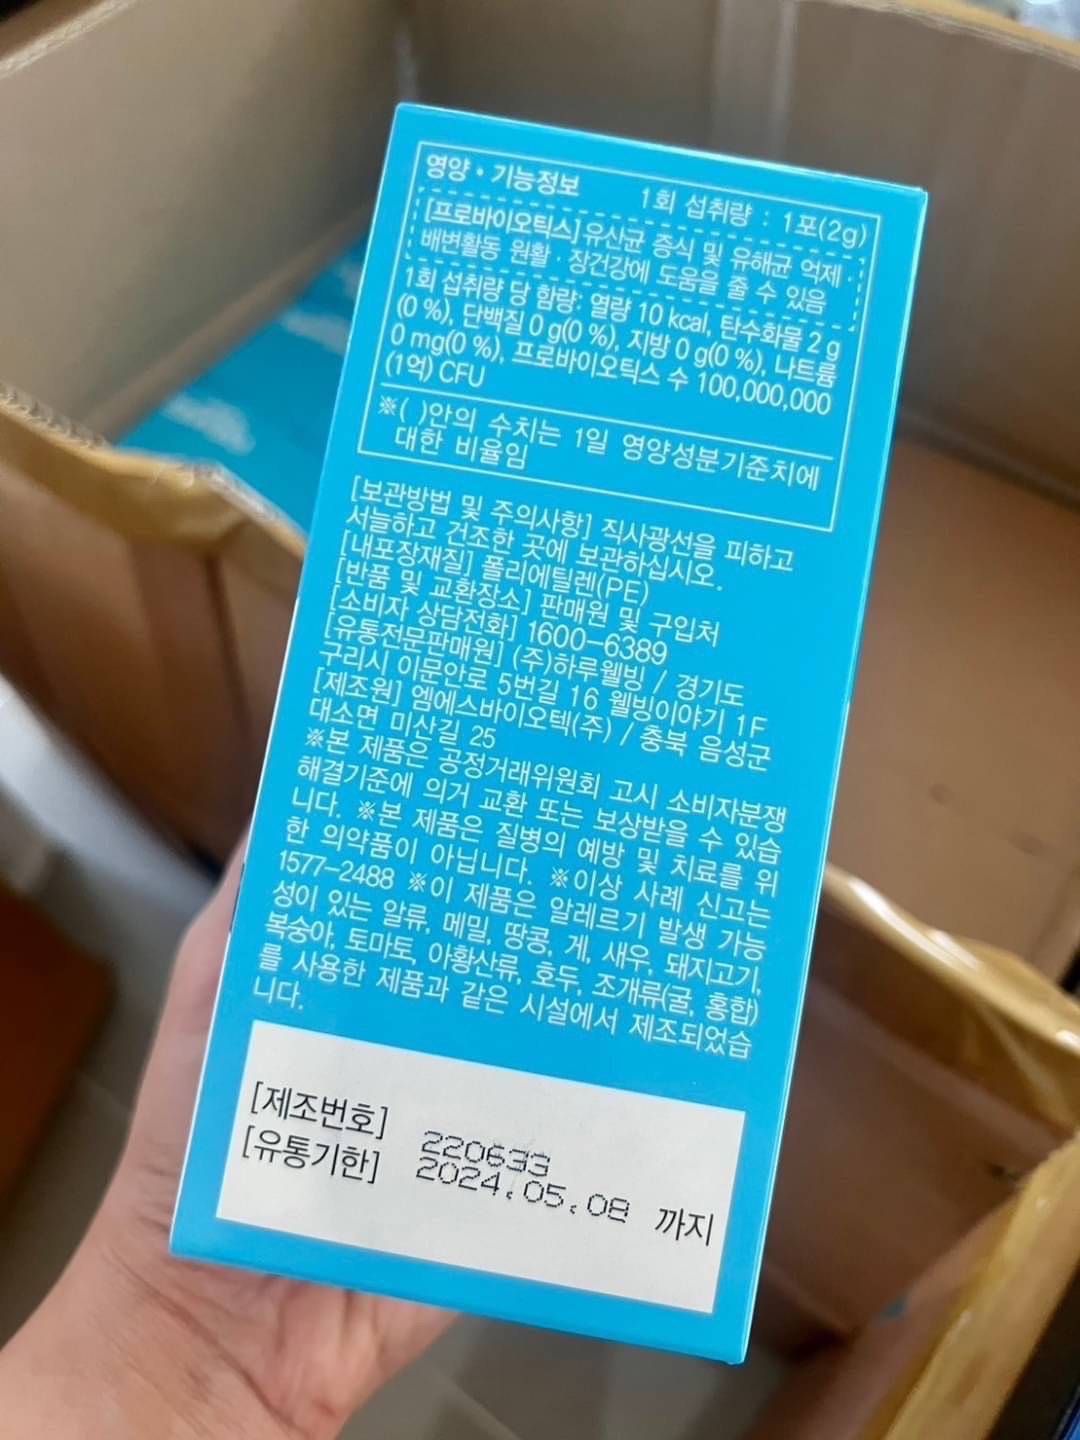 영양・기능정보 1회 섭취량 : 1포(2g)
[프로바이오틱스] 유산균 증식 및 유해균 억제·
배변활동 원활·장건강에 도움을 줄 수 있음
1회 섭취량 당 함량: 열량 10 kcal, 탄수화물 2 g
(0 %), 단백질 0 g(0 %), 지방 0 g(0 %), 나트륨
0 mg(0 %), 프로바이오틱스 수 100,000,000
(1억) CFU
※( )안의 수치는 1일 영양성분기준치에
대한 비율임
[보관방법 및 주의사항] 직사광선을 피하고
서늘하고 건조한 곳에 보관하십시오.
[내포장재질] 폴리에틸렌(PE)
[반품 및 교환장소] 판매원 및 구입처
[소비자 상담전화] 1600-6389
[유통전문판매원] (주)하루웰빙 / 경기도
구리시 이문안로 5번길 16 웰빙이야기 1F
[제조원] 엠에스바이오텍(주) / 충북 음성군
대소면 미산길 25
※본 제품은 공정거래위원회 고시 소비자분쟁
해결기준에 의거 교환 또는 보상받을 수 있습
니다. ※본 제품은 질병의 예방 및 치료를 위
한 의약품이 아닙니다. ※이상 사례 신고는
1577-2488 ※이 제품은 알레르기 발생 가능
성이 있는 알류, 메밀, 땅콩, 게, 새우, 돼지고기,
복숭아, 토마토, 아황산류, 호두, 조개류(굴, 홍합)
를 사용한 제품과 같은 시설에서 제조되었습
니다.
[제조번호] 220633
[유통기한] 2024.05.08 까지